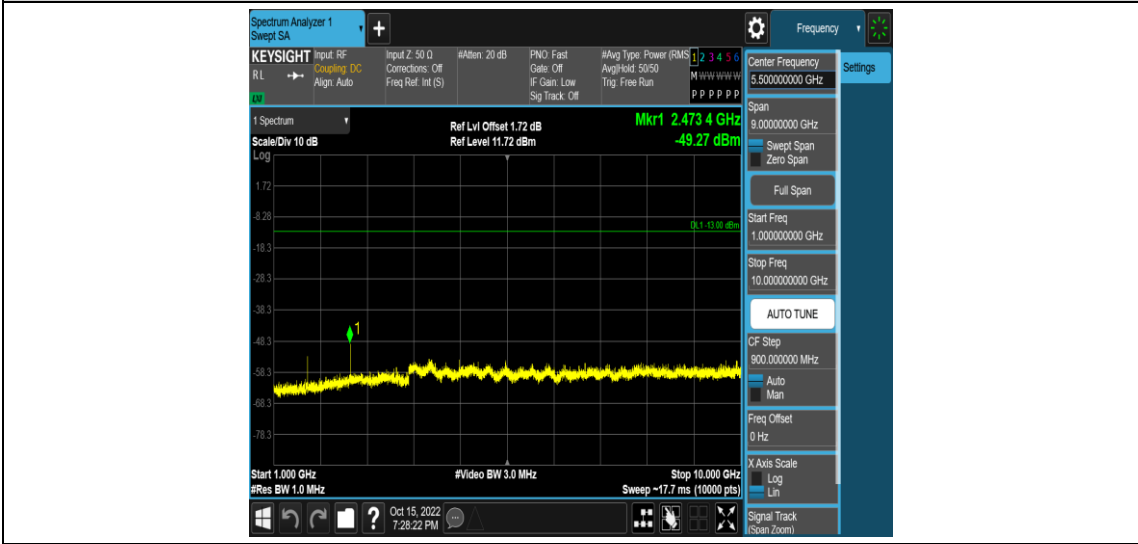 Spectrum Analyzer 1
Swept SA
+
Frequency
KEYSIGHT
RL
Input: RF
Coupling: DC
Align: Auto
Input Z: 50 Ω
Corrections: Off
Freq Ref: Int (S)
#Atten: 20 dB
PNO: Fast
Gate: Off
IF Gain: Low
Sig Track: Off
#Avg Type: Power (RMS
Avg|Hold: 50/50
Trig: Free Run
1 2 3 4 5 6
M W W W W W
P P P P P P
1 Spectrum
Scale/Div 10 dB
Log
Ref Lvl Offset 1.72 dB
Ref Level 11.72 dBm
Mkr1 2.473 4 GHz
-49.27 dBm
1.72
-8.28
DL1 -13.00 dBm
-18.3
-28.3
-38.3
1
-48.3
-58.3
-68.3
-78.3
Start 1.000 GHz
#Video BW 3.0 MHz
Stop 10.000 GHz
#Res BW 1.0 MHz
Sweep ~17.7 ms (10000 pts)
?
Oct 15, 2022
7:28:22 PM
Center Frequency
5.500000000 GHz
Settings
Span
9.00000000 GHz
Swept Span
Zero Span
Full Span
Start Freq
1.000000000 GHz
Stop Freq
10.000000000 GHz
AUTO TUNE
CF Step
900.000000 MHz
Auto
Man
Freq Offset
0 Hz
X Axis Scale
Log
Lin
Signal Track
(Span Zoom)